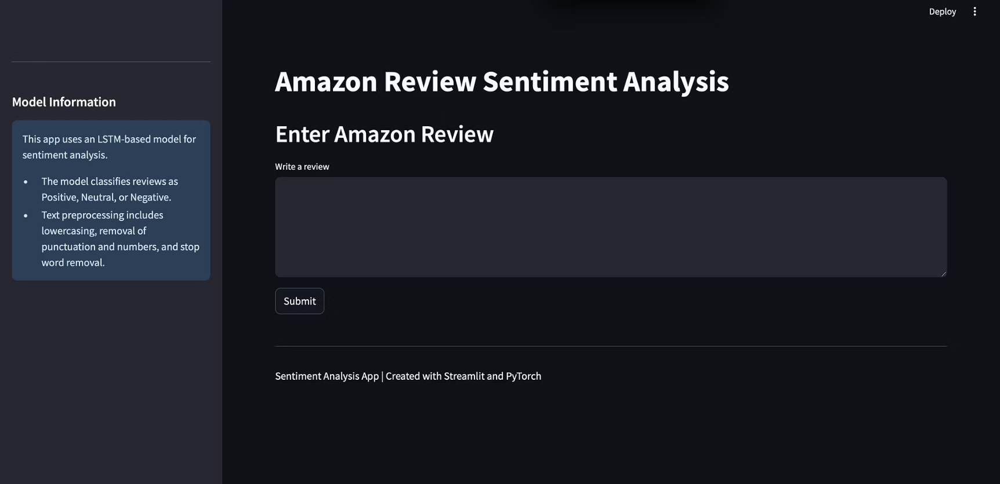 Deploy
Model Information
This app uses an LSTM-based model for
sentiment analysis.
• The model classifies reviews as
Positive, Neutral, or Negative.
• Text preprocessing includes
lowercasing, removal of
punctuation and numbers, and stop
word removal.
Amazon Review Sentiment Analysis
Enter Amazon Review
Write a review
Submit
Sentiment Analysis App | Created with Streamlit and PyTorch